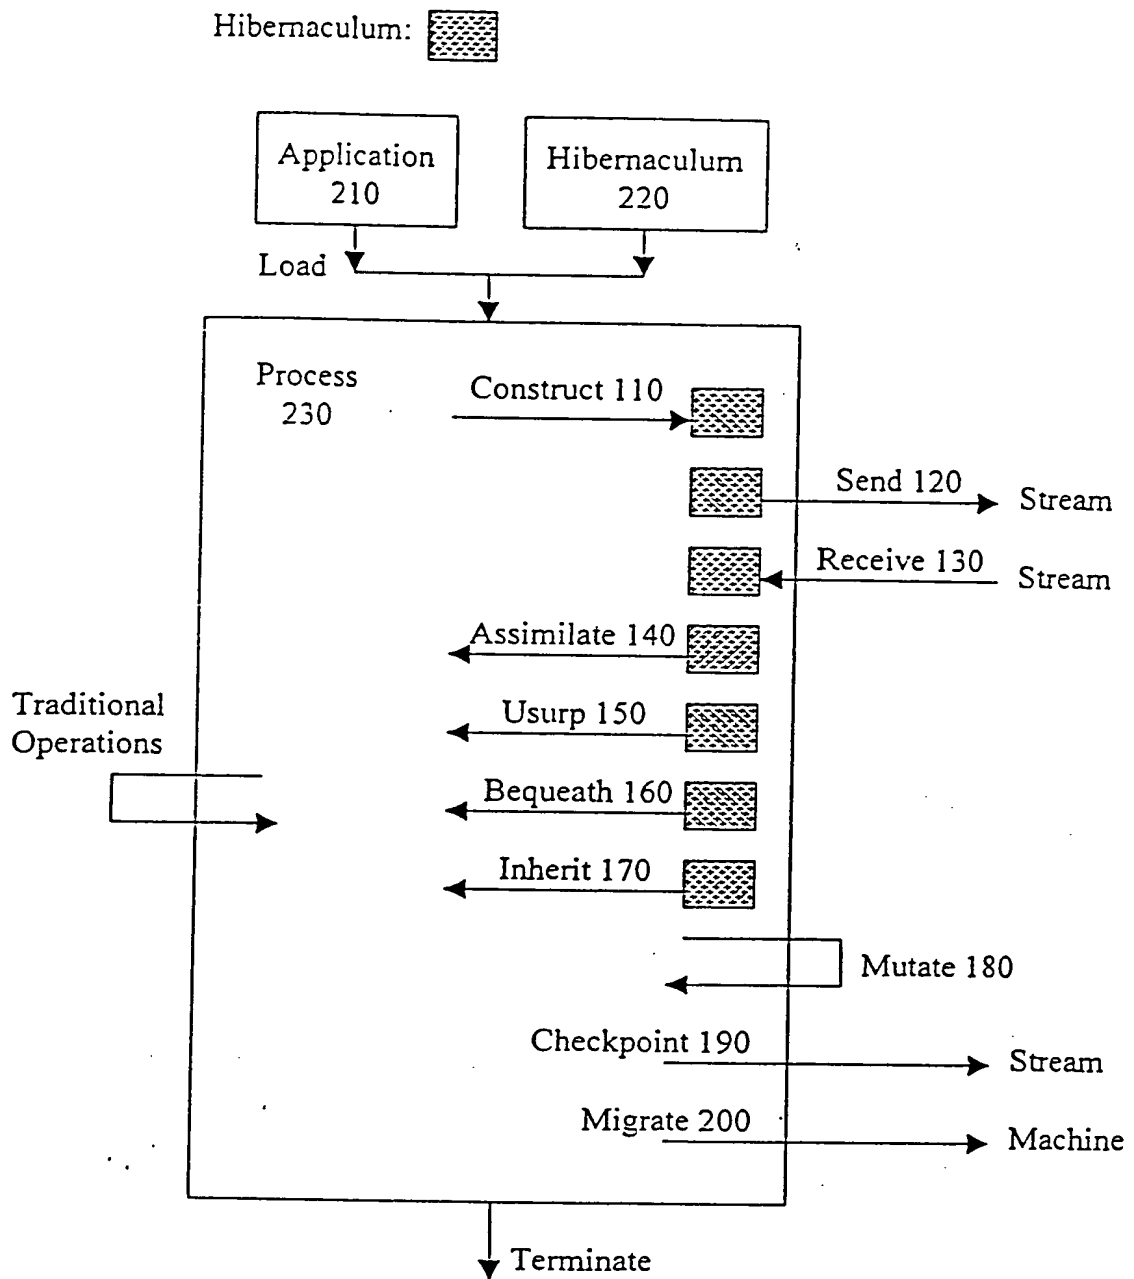 Hibernaculum:
Application
210
Hibernaculum
220
Load
Process
230
Construct 110
Send 120
Stream
Receive 130
Stream
Assimilate 140
Traditional
Operations
Usurp 150
Bequeath 160
Inherit 170
Mutate 180
Checkpoint 190
Stream
Migrate 200
Machine
Terminate